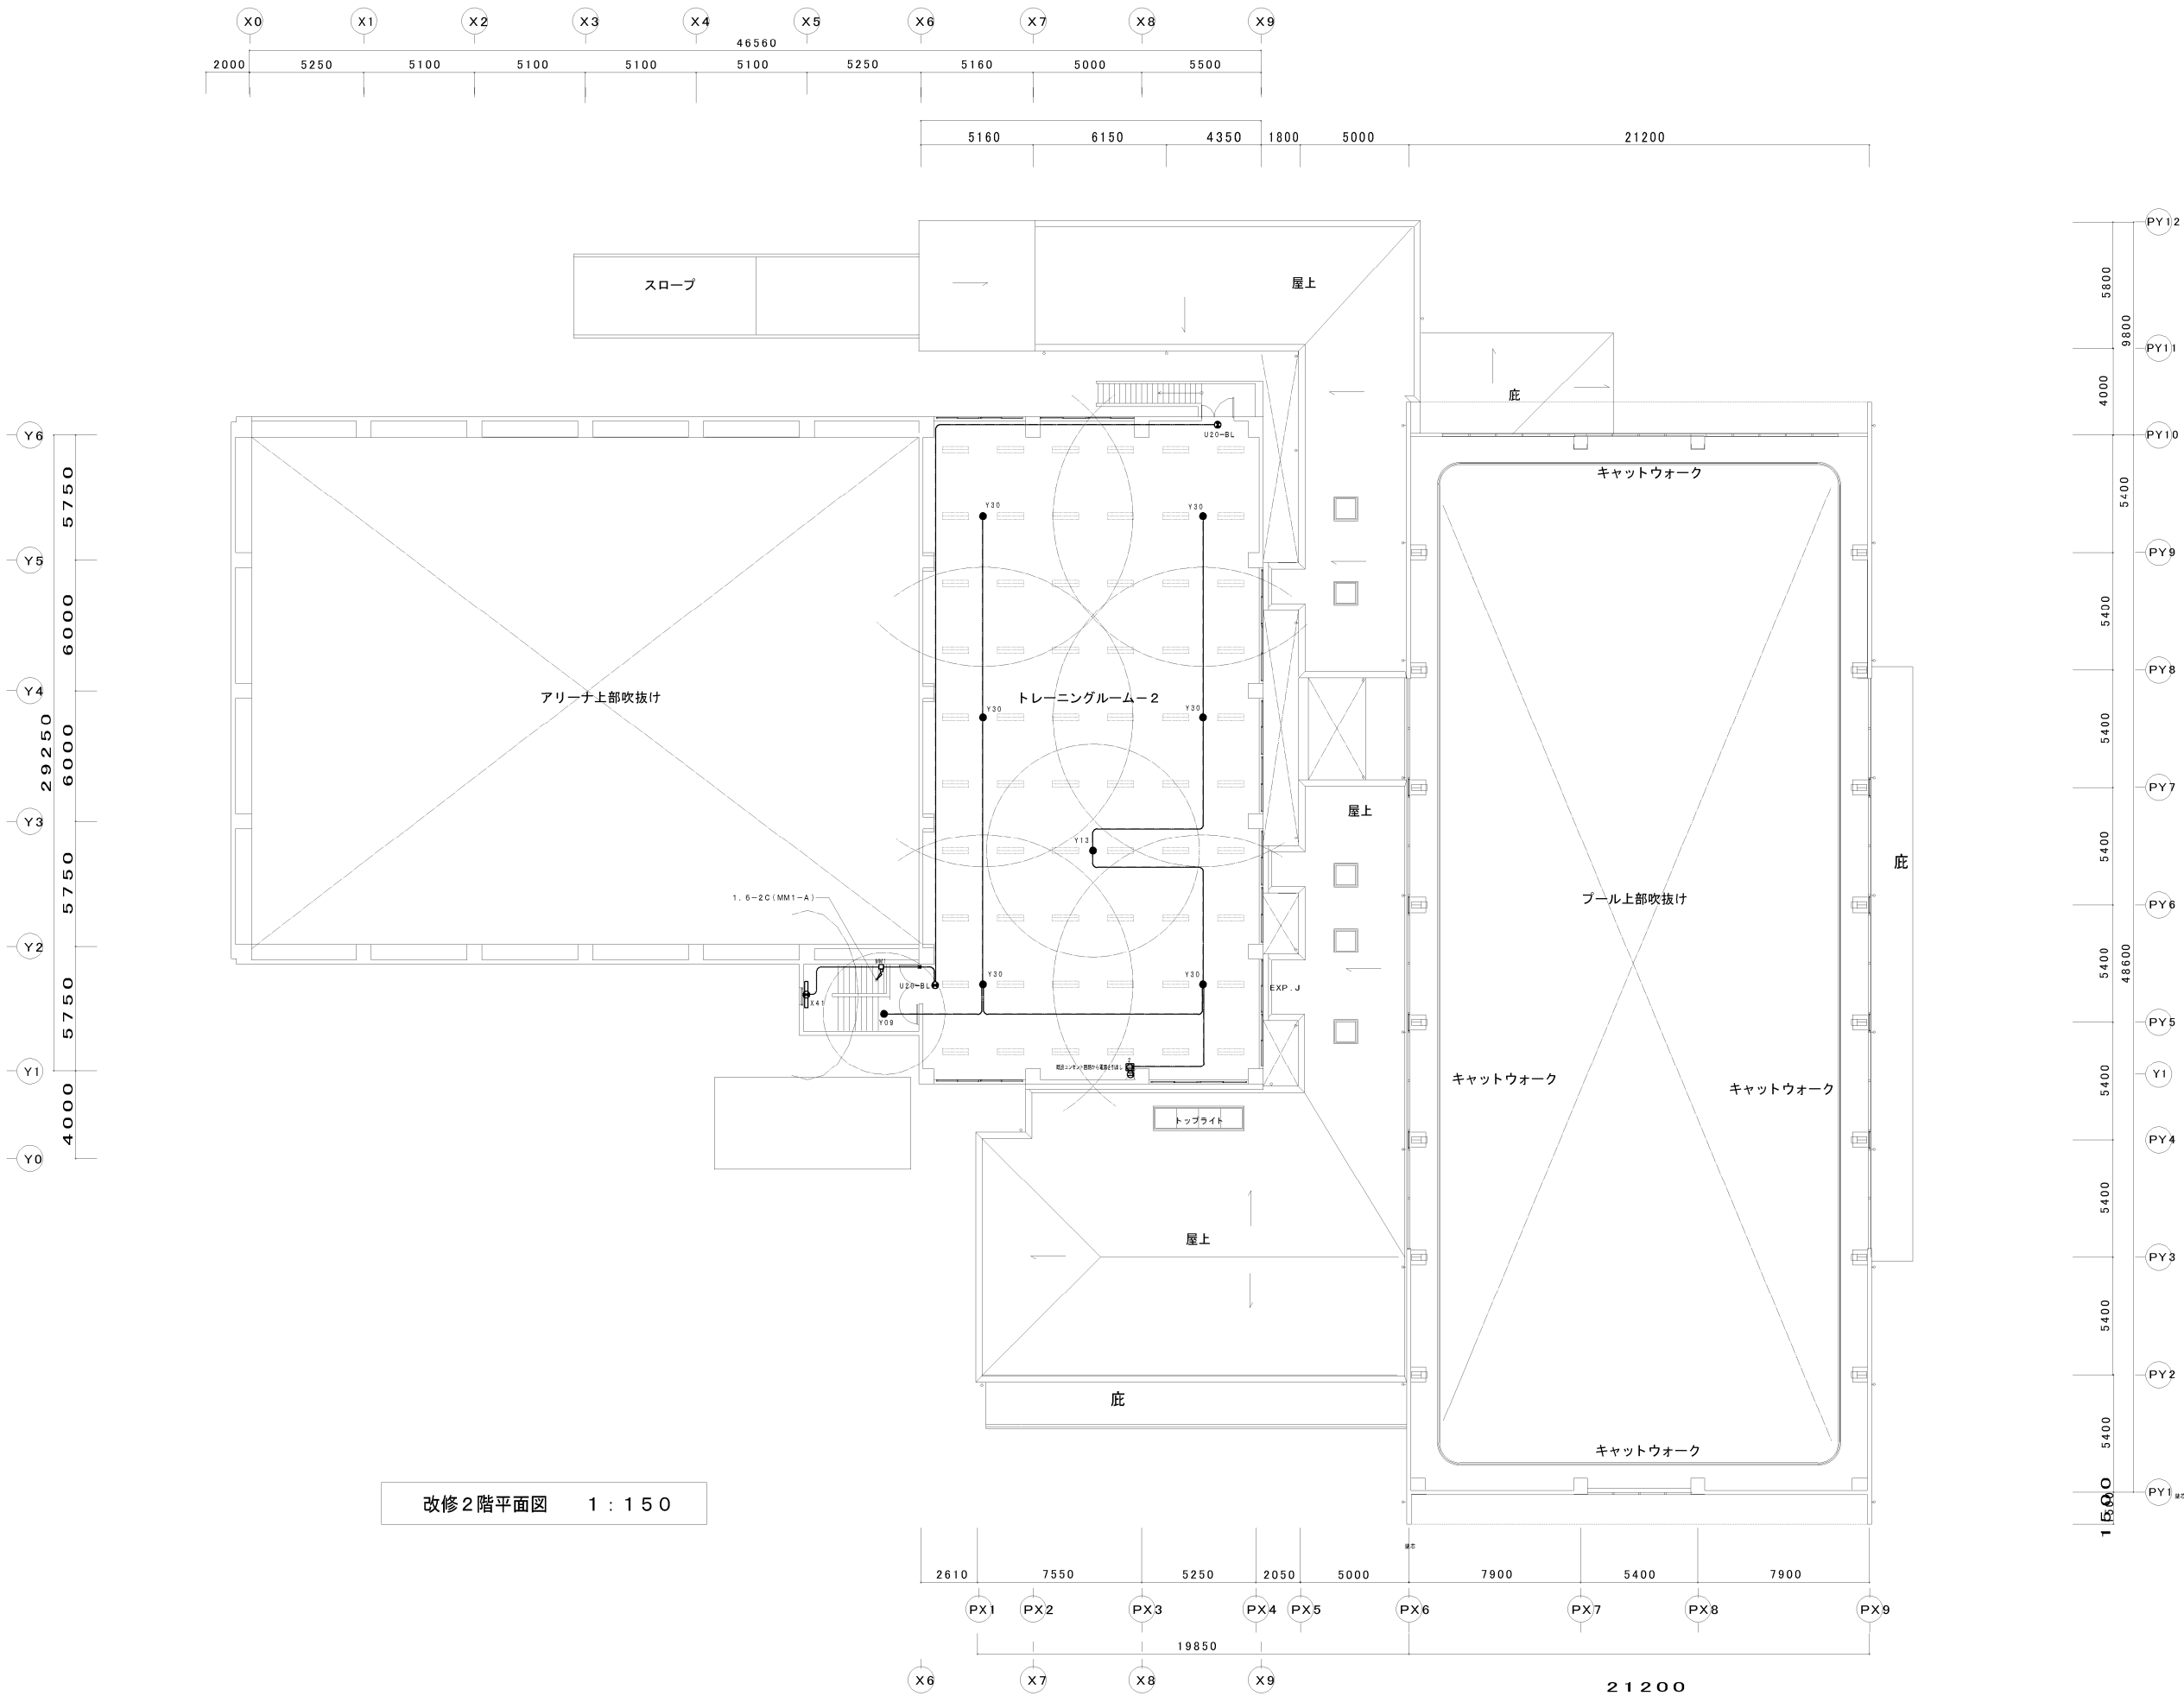 X0 X1 X2 X3 X4 X5 X6 X7 X8 X9
46560
2000 5250 5100 5100 5100 5100 5250 5160 5000 5500
5160 6150 4350 1800 5000 21200
PY12
5800
9800
スロープ
屋上
PY11
4000
庇
Y6
U20-BL
PY10
キャットウォーク
5750
5400
Y30 Y30
Y5
PY9
6000
5400
Y4
アリーナ上部吹抜け
トレーニングルーム-2
PY8
Y30 Y30
29250
6000
5400
PY7
屋上
Y3
Y13
5400
庇
5750
1.6-2C(MM1-A)
プール上部吹抜け
PY6
Y2
5400
48600
Y30 Y30
U20-BL
EXP.J
X41
5750
Y09
PY5
2
Y1
5400
Y1
キャットウォーク
キャットウォーク
4000
トップライト
PY4
Y0
5400
屋上
PY3
5400
PY2
庇
5400
キャットウォーク
改修2階平面図 1:150
PY1
1500
2610 7550 5250 2050 5000 7900 5400 7900
PX1 PX2 PX3 PX4 PX5 PX6 PX7 PX8 PX9
19850
X6 X7 X8 X9
21200